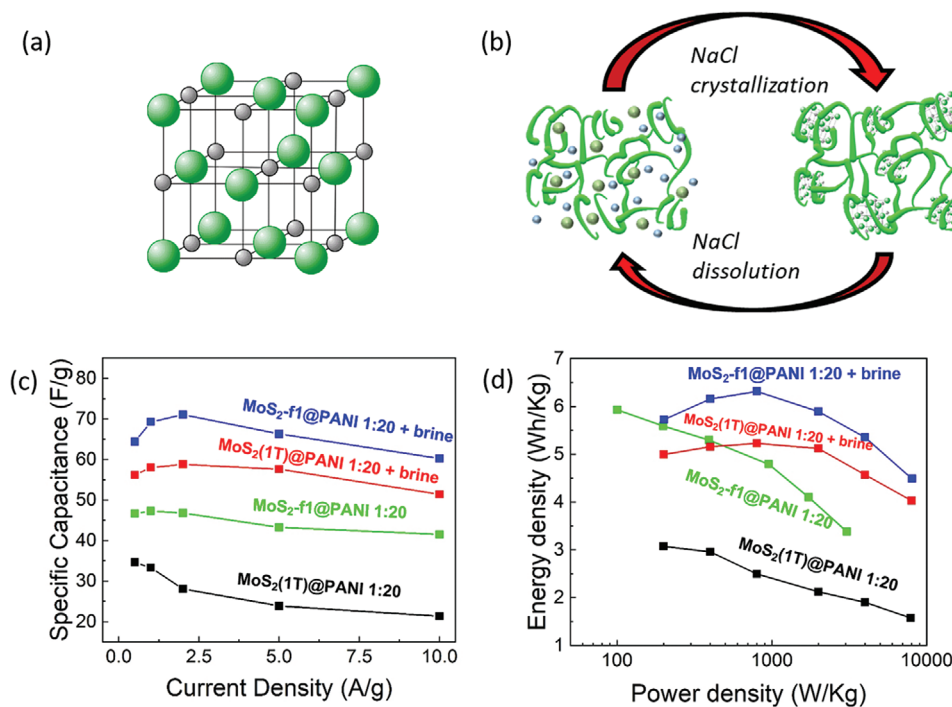 (a)
(b)
NaCl
crystallization
NaCl
dissolution
(c)
Specific Capacitance (F/g)
80
70
60
50
40
30
20
MoS₂-f1@PANI 1:20 + brine
MoS₂(1T)@PANI 1:20 + brine
MoS₂-f1@PANI 1:20
MoS₂(1T)@PANI 1:20
0.0 2.5 5.0 7.5 10.0
Current Density (A/g)
(d)
Energy density (Wh/Kg)
7
6
5
4
3
2
1
MoS₂-f1@PANI 1:20 + brine
MoS₂(1T)@PANI 1:20 + brine
MoS₂-f1@PANI 1:20
MoS₂(1T)@PANI 1:20
100 1000 10000
Power density (W/Kg)